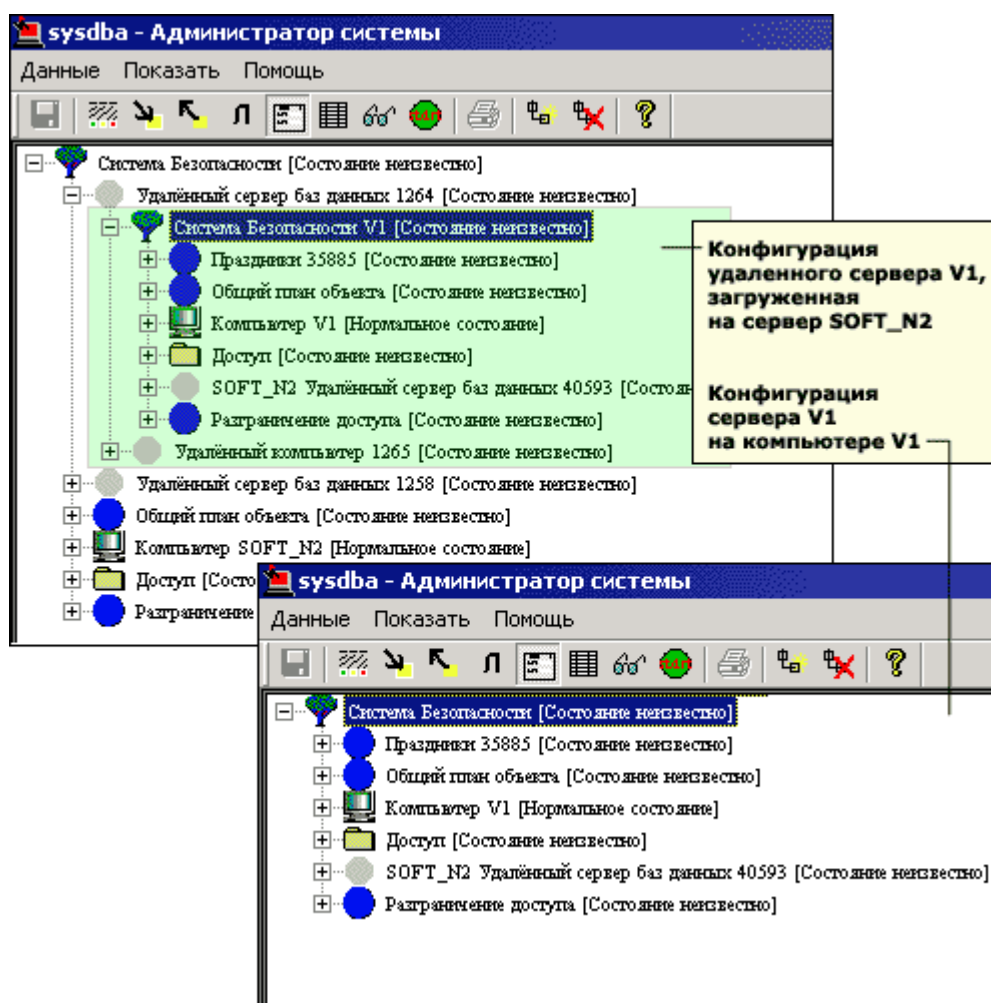 sysdba - Администратор системы
Данные Показать Помощь
Л
t4n
?
Система Безопасности [Состояние неизвестно]
Удалённый сервер баз данных 1264 [Состояние неизвестно]
Система Безопасности V1 [Состояние неизвестно]
Праздники 35885 [Состояние неизвестно]
Общий план объекта [Состояние неизвестно]
Компьютер V1 [Нормальное состояние]
Доступ [Состояние неизвестно]
SOFT_N2 Удалённый сервер баз данных 40593 [Состоян
Разграничение доступа [Состояние неизвестно]
Удалённый компьютер 1265 [Состояние неизвестно]
Удалённый сервер баз данных 1258 [Состояние неизвестно]
Общий план объекта [Состояние неизвестно]
Компьютер SOFT_N2 [Нормальное состояние]
Доступ [Состо
Разграничение
Конфигурация
удаленного сервера V1,
загруженная
на сервер SOFT_N2
Конфигурация
сервера V1
на компьютере V1
sysdba - Администратор системы
Данные Показать Помощь
Л
t4n
?
Система Безопасности [Состояние неизвестно]
Праздники 35885 [Состояние неизвестно]
Общий план объекта [Состояние неизвестно]
Компьютер V1 [Нормальное состояние]
Доступ [Состояние неизвестно]
SOFT_N2 Удалённый сервер баз данных 40593 [Состояние неизвестно]
Разграничение доступа [Состояние неизвестно]